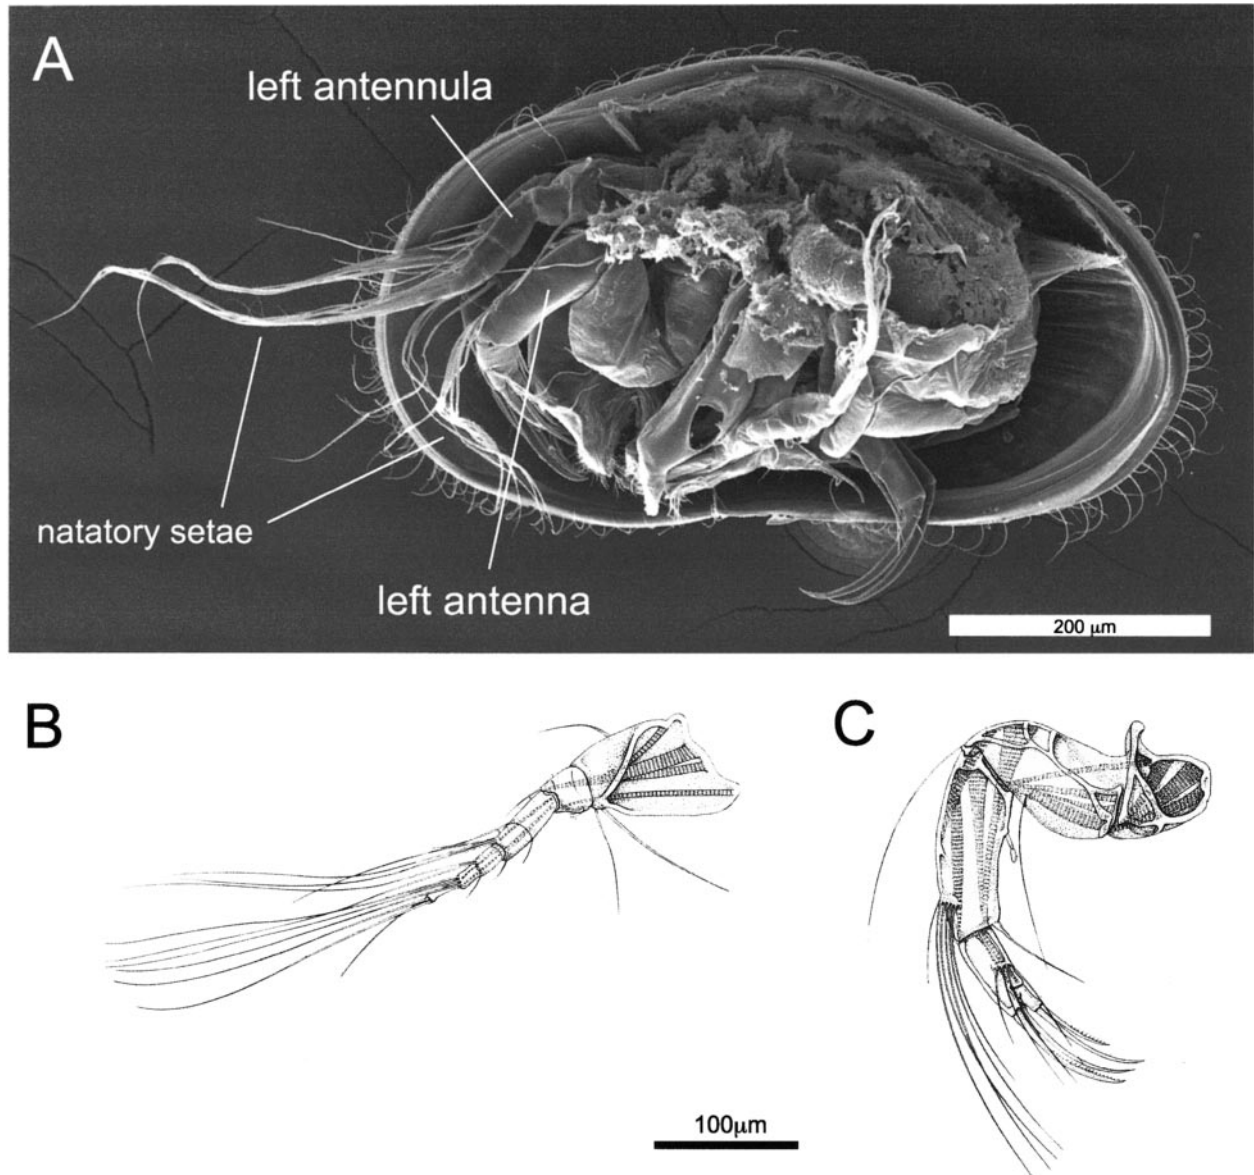 A
left antennula
natatory setae
left antenna
200 μm
B
C
100μm